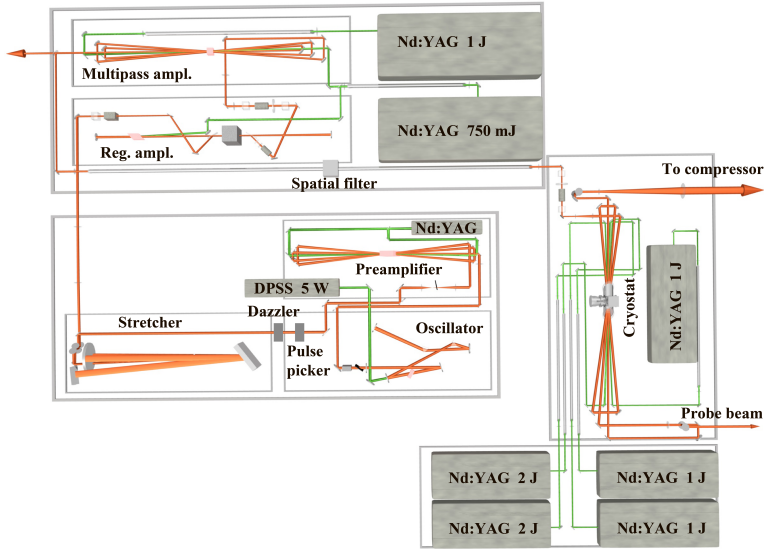 Nd:YAG 1 J
Multipass ampl.
Nd:YAG 750 mJ
Reg. ampl.
Spatial filter
To compressor
Nd:YAG
Preamplifier
DPSS 5 W
Dazzler
Stretcher
Oscillator
Pulse
picker
Cryostat
Nd:YAG 1 J
Probe beam
Nd:YAG 2 J
Nd:YAG 1 J
Nd:YAG 2 J
Nd:YAG 1 J